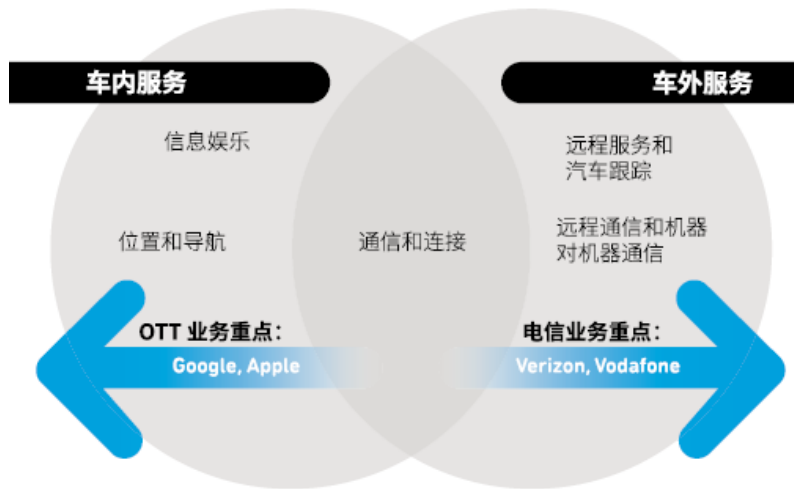 车内服务
车外服务
信息娱乐
远程服务和
汽车跟踪
位置和导航
通信和连接
远程通信和机器
对机器通信
OTT 业务重点：
Google, Apple
电信业务重点：
Verizon, Vodafone